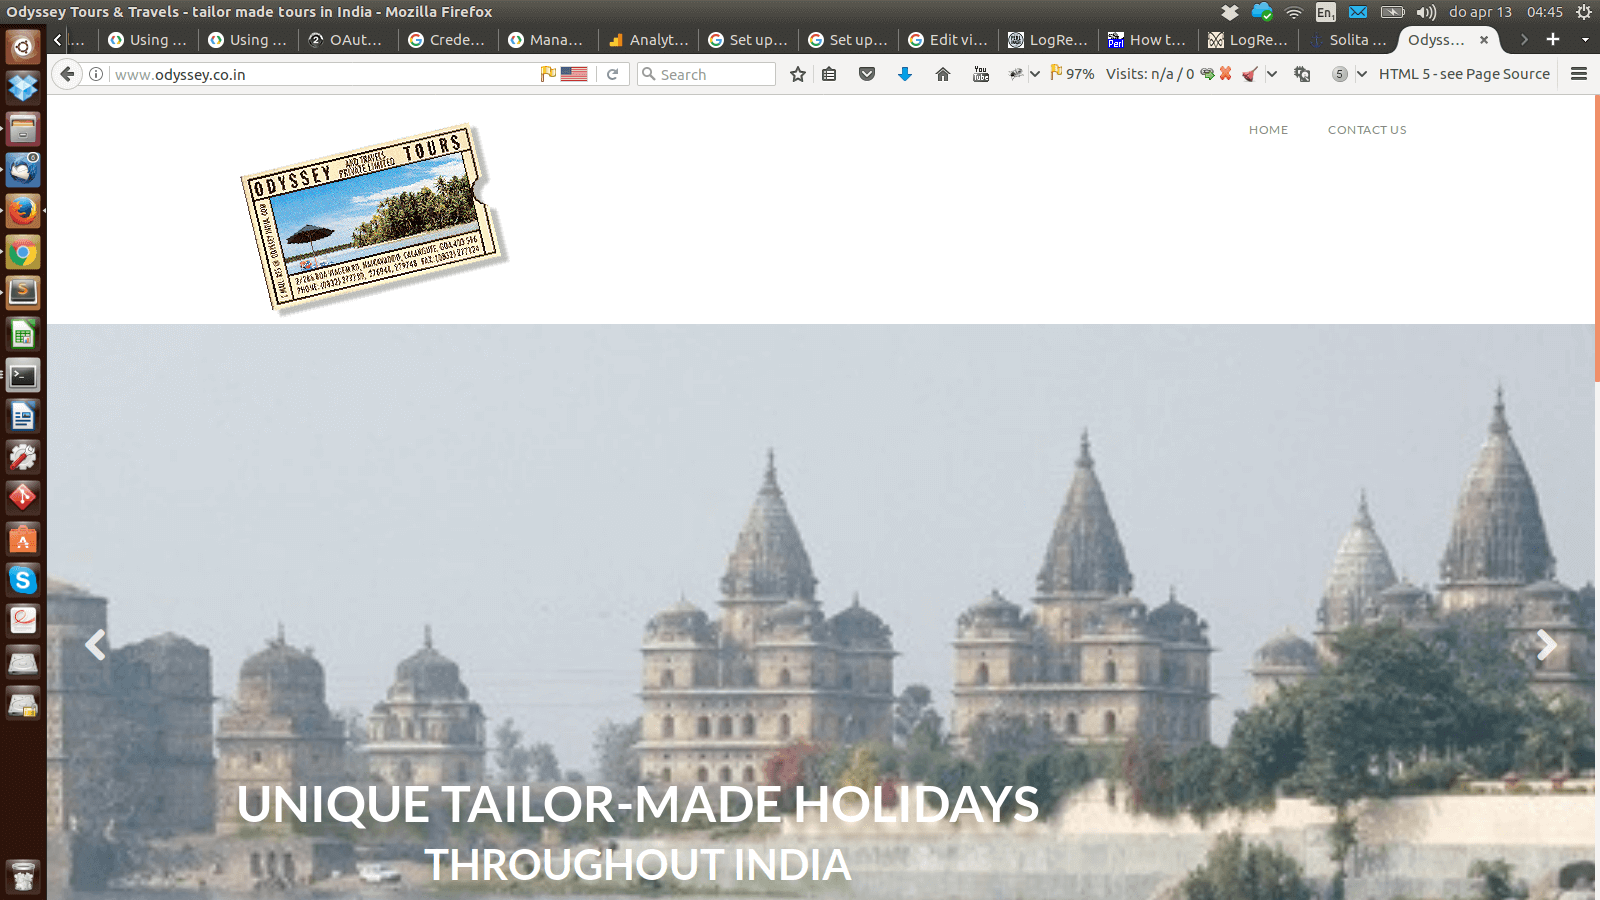 Odyssey Tours & Travels - tailor made tours in India - Mozilla Firefox
En1
do apr 13
04:45
Using ...
Using ...
OAut...
Crede...
Mana...
Analyt...
Set up...
Set up...
Edit vi...
LogRe...
How t...
LogRe...
Solita ...
Odyss...
www.odyssey.co.in
Search
You Tube
97%
Visits: n/a / 0
5
HTML 5 - see Page Source
HOME
CONTACT US
ODYSSEY AND TRAVELS PRIVATE LIMITED TOURS
UNIQUE TAILOR-MADE HOLIDAYS
THROUGHOUT INDIA